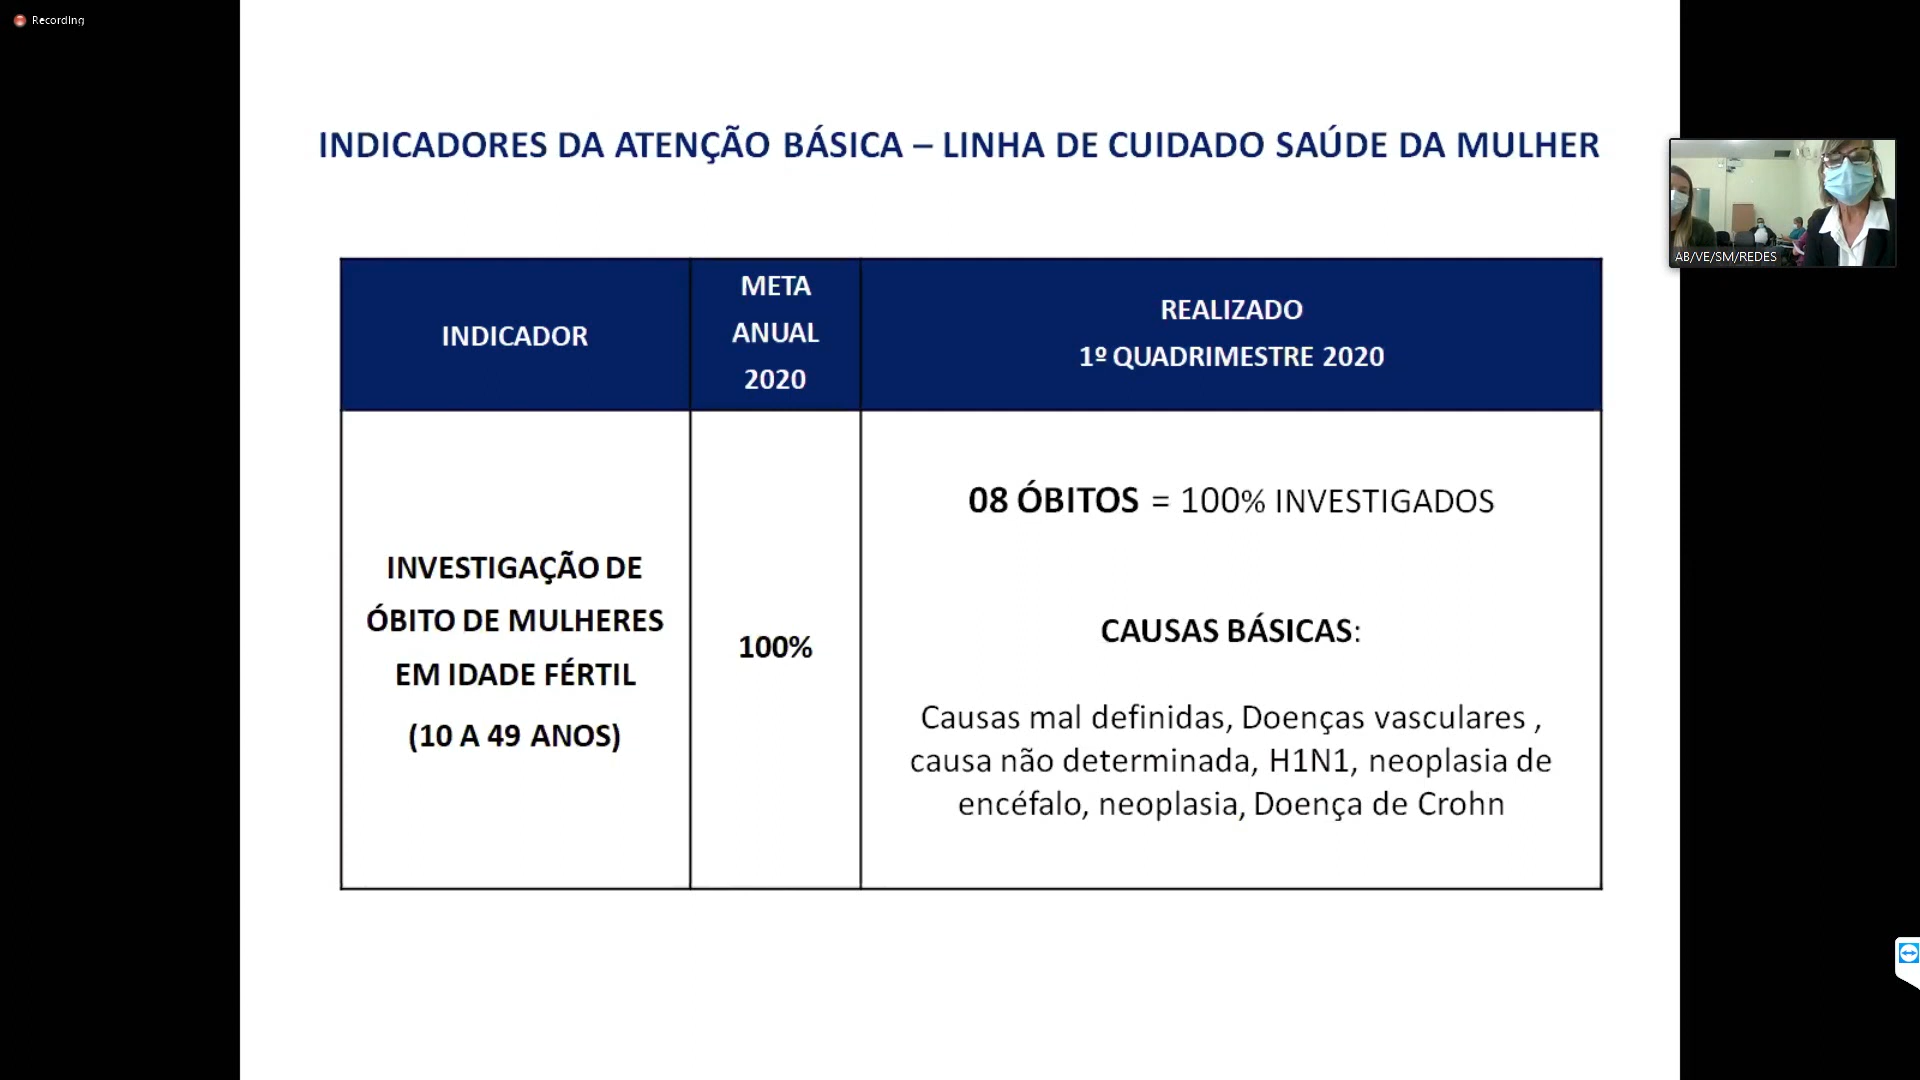 Recording
INDICADORES DA ATENÇÃO BÁSICA – LINHA DE CUIDADO SAÚDE DA MULHER
AB/VE/SM/REDES
INDICADOR
META
ANUAL
2020
REALIZADO
1º QUADRIMESTRE 2020
INVESTIGAÇÃO DE
ÓBITO DE MULHERES
EM IDADE FÉRTIL
(10 A 49 ANOS)
100%
08 ÓBITOS = 100% INVESTIGADOS
CAUSAS BÁSICAS:
Causas mal definidas, Doenças vasculares ,
causa não determinada, H1N1, neoplasia de
encéfalo, neoplasia, Doença de Crohn